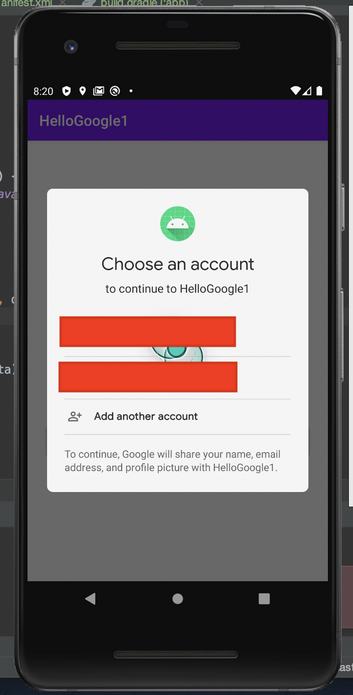 anifest.xml
build.gradle (:app)
8:20
HelloGoogle1
Choose an account
to continue to HelloGoogle1
Add another account
To continue, Google will share your name, email
address, and profile picture with HelloGoogle1.